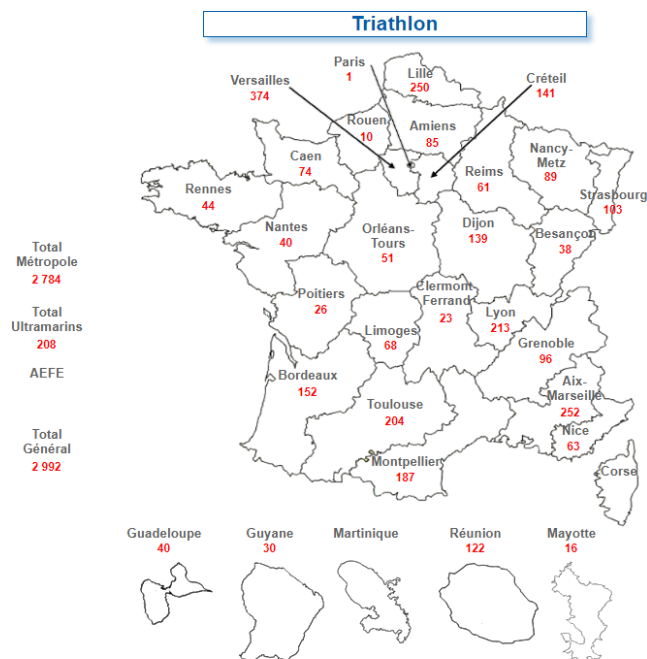 Triathlon
Paris
1
Versailles
374
Lille
250
Créteil
141
Rouen
10
Amiens
85
Caen
74
Nancy-
Metz
89
Reims
61
Rennes
44
Strasbourg
103
Nantes
40
Orléans-
Tours
51
Dijon
139
Besançon
38
Total
Métropole
2 784
Poitiers
26
Clermont
Ferrand
23
Total
Ultramarins
208
Limoges
68
Lyon
213
Grenoble
96
AEFE
Bordeaux
152
Aix-
Marseille
252
Toulouse
204
Total
Général
2 992
Nice
63
Montpellier
187
Corse
Guadeloupe
40
Guyane
30
Martinique
Réunion
122
Mayotte
16